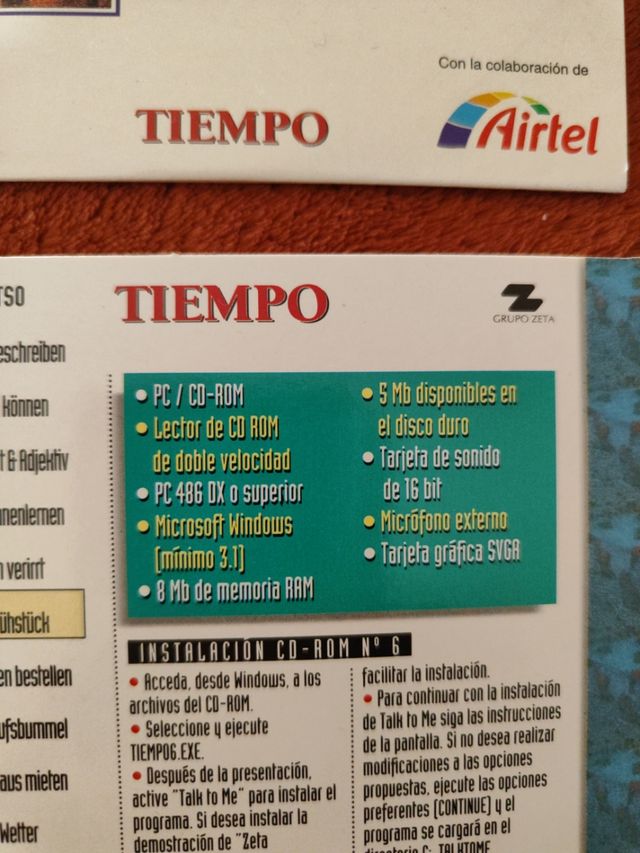 Con la colaboración de
TIEMPO
Airtel
TIEMPO
GRUPO ZETA
können
& Adjektiv
verirrt
bestellen
mieten
Wetter
• PC / CD-ROM
• Lector de CD ROM
de doble velocidad
• PC 486 DX o superior
• Microsoft Windows
[mínimo 3.1]
• 8 Mb de memoria RAM
• 5 Mb disponibles en
el disco duro
• Tarjeta de sonido
de 16 bit
• Micrófono externo
• Tarjeta gráfica SVGA
INSTALACIÓN CD-ROM Nº 6
• Acceda, desde Windows, a los
archivos del CD-ROM.
• Seleccione y ejecute
TIEMPO6.EXE.
• Después de la presentación,
active "Talk to Me" para instalar el
programa. Si desea instalar la
demostración de "Zeta
facilitar la instalación.
• Para continuar con la instalación
de Talk to Me siga las instrucciones
de la pantalla. Si no desea realizar
modificaciones a las opciones
propuestas, ejecute las opciones
preferentes [CONTINUE] y el
programa se cargará en el
directorio C: TALKTOME